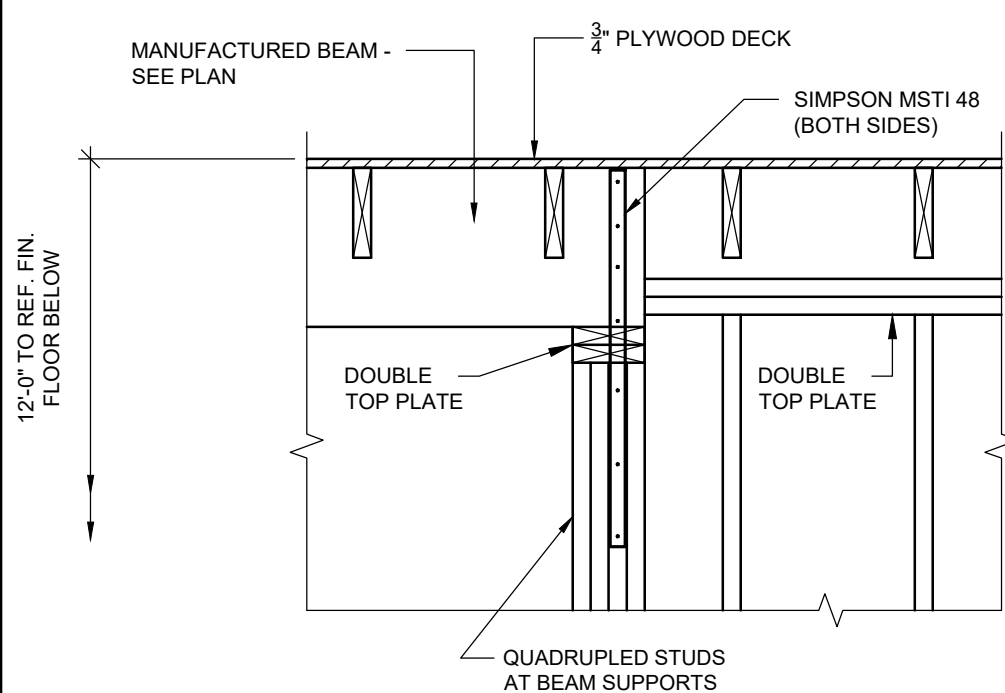 MANUFACTURED BEAM -
SEE PLAN
3/4" PLYWOOD DECK
SIMPSON MSTI 48
(BOTH SIDES)
12'-0" TO REF. FIN.
FLOOR BELOW
DOUBLE
TOP PLATE
DOUBLE
TOP PLATE
QUADRUPLED STUDS
AT BEAM SUPPORTS